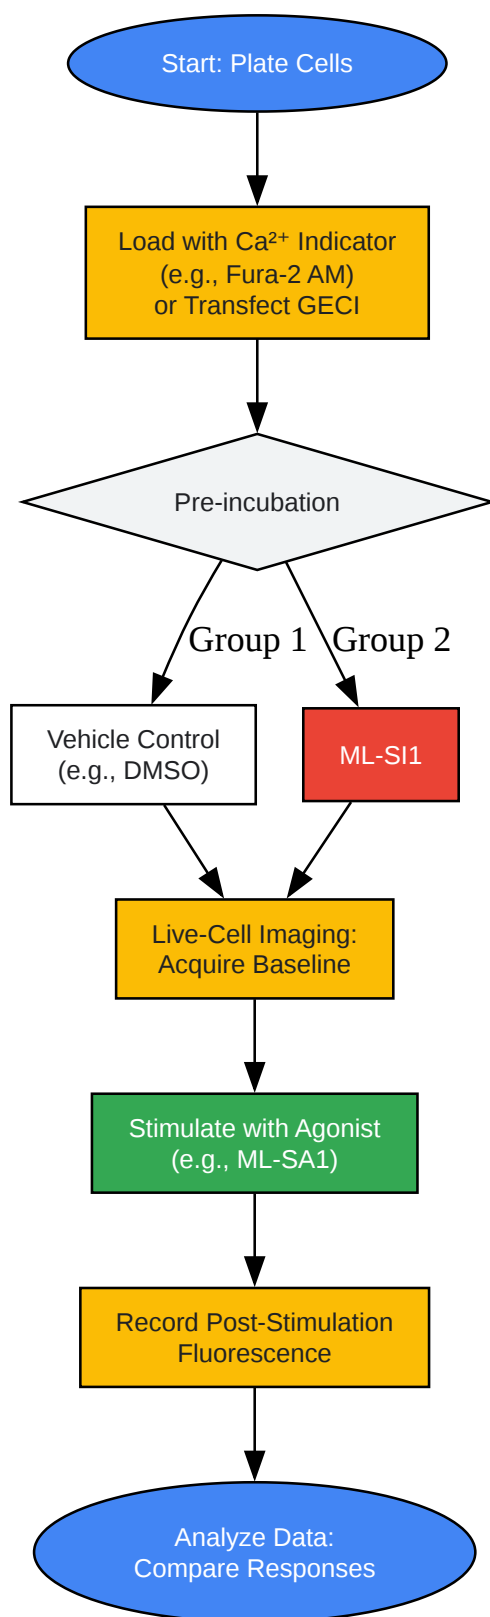 Start: Plate Cells
Load with Ca²⁺ Indicator
(e.g., Fura-2 AM)
or Transfect GECI
Pre-incubation
Group 1
Group 2
Vehicle Control
(e.g., DMSO)
ML-SI1
Live-Cell Imaging:
Acquire Baseline
Stimulate with Agonist
(e.g., ML-SA1)
Record Post-Stimulation
Fluorescence
Analyze Data:
Compare Responses